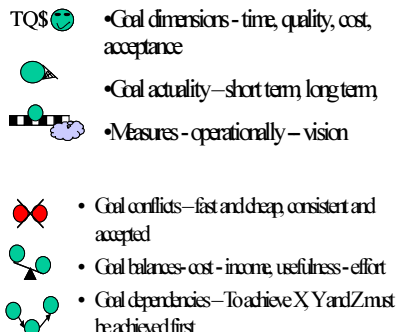 TQ$ •Goal dimensions - time, quality, cost,
acceptance
•Goal actuality – short term, long term,
•Measures - operationally – vision
• Goal conflicts – fast and cheap, consistent and
accepted
• Goal balances- cost - income, usefulness - effort
• Goal dependencies – To achieve X, Y and Z must
be achieved first